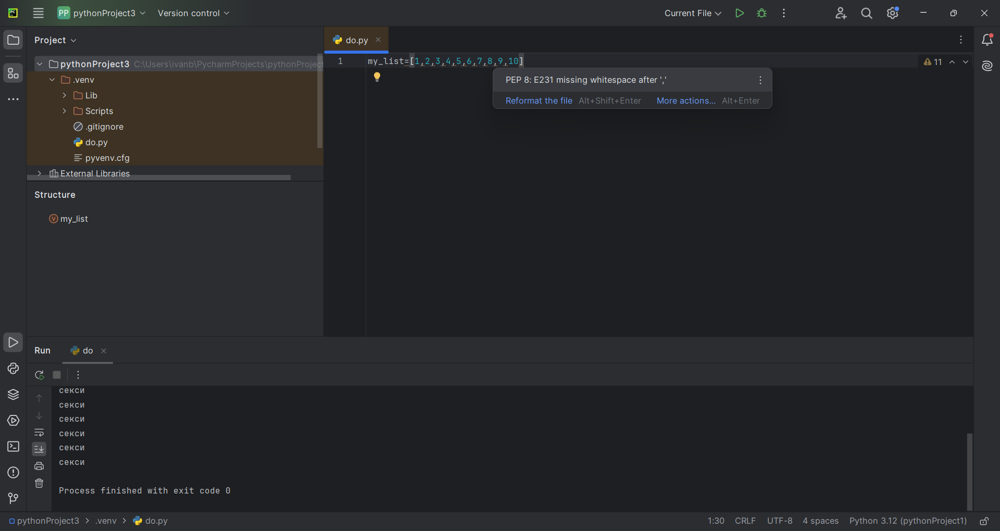 PC
PP pythonProject3 Version control Current File
Project
do.py
pythonProject3 C:\Users\ivanb\PycharmProjects\pythonProject
1 my_list=[1,2,3,4,5,6,7,8,9,10] 11
.venv
PEP 8: E231 missing whitespace after ','
Lib
Reformat the file Alt+Shift+Enter More actions... Alt+Enter
Scripts
.gitignore
do.py
pyvenv.cfg
External Libraries
Structure
V my_list
Run do
секси
секси
секси
секси
секси
секси
Process finished with exit code 0
pythonProject3 > .venv > do.py 1:30 CRLF UTF-8 4 spaces Python 3.12 (pythonProject1)